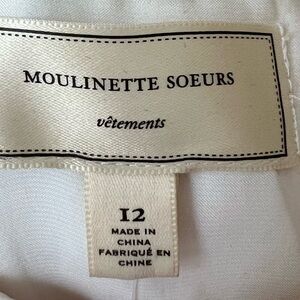 MOULINETTE SOEURS
vêtements
12
MADE IN
CHINA
FABRIQUÉ EN
CHINE